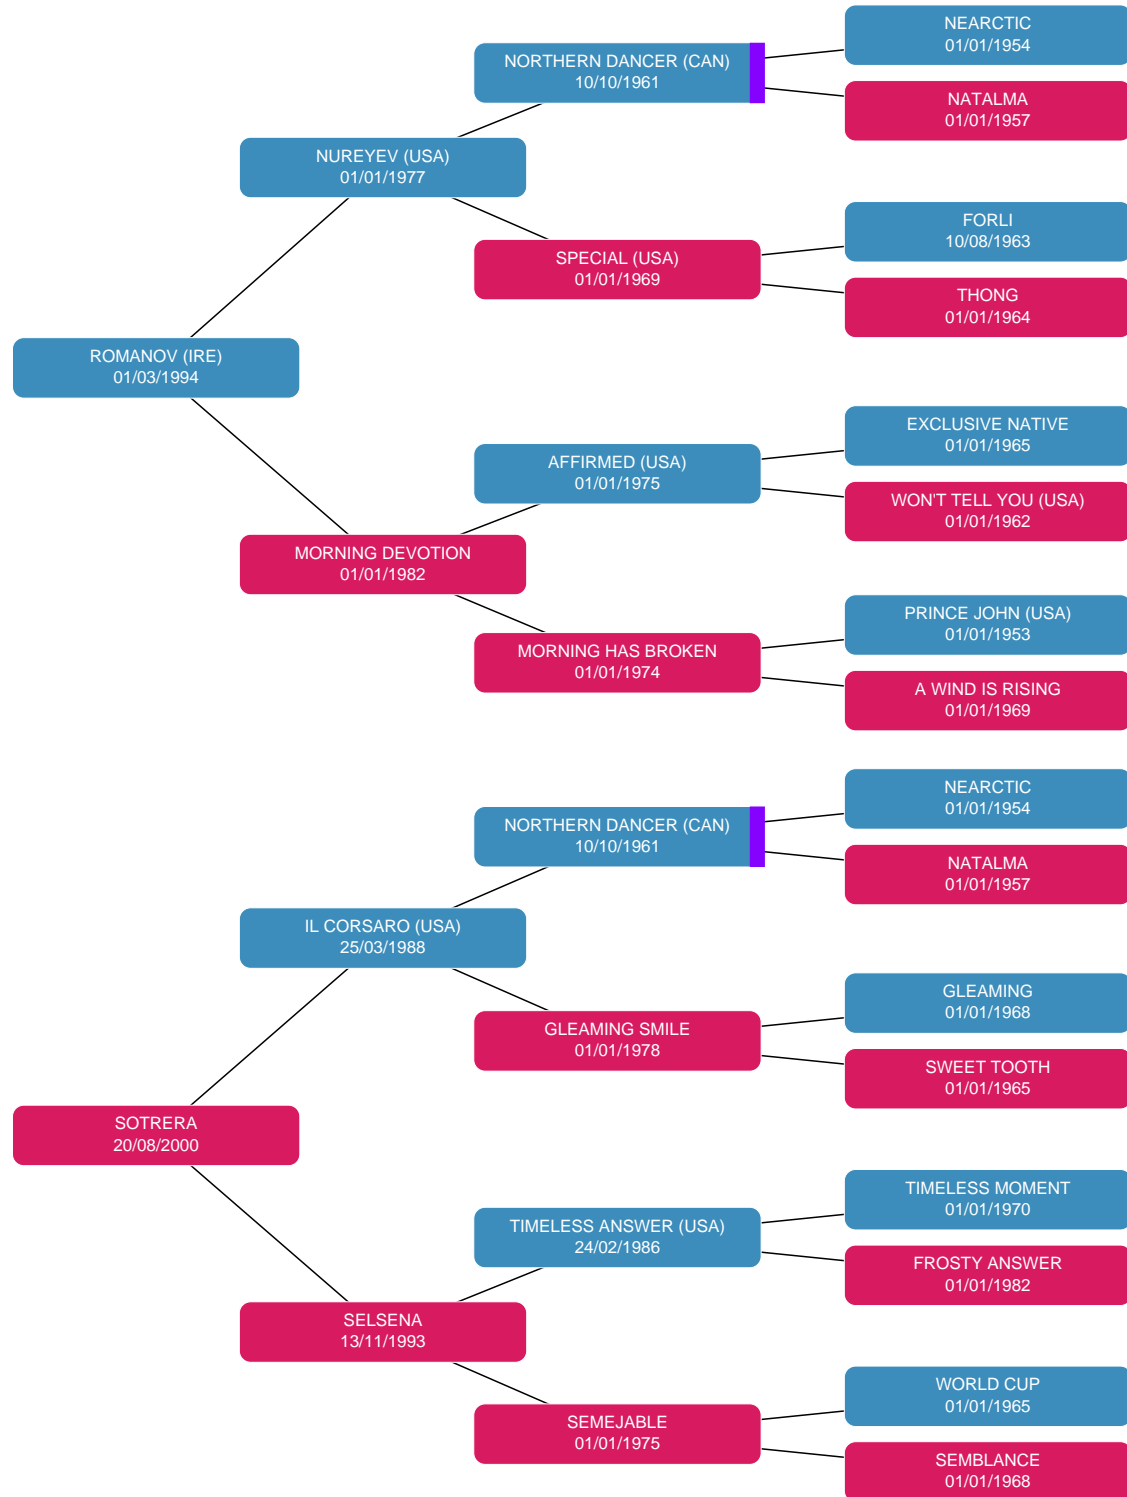 NEARCTIC
01/01/1954
NORTHERN DANCER (CAN)
10/10/1961
NATALMA
01/01/1957
NUREYEV (USA)
01/01/1977
FORLI
10/08/1963
SPECIAL (USA)
01/01/1969
THONG
01/01/1964
ROMANOV (IRE)
01/03/1994
EXCLUSIVE NATIVE
01/01/1965
AFFIRMED (USA)
01/01/1975
WON'T TELL YOU (USA)
01/01/1962
MORNING DEVOTION
01/01/1982
PRINCE JOHN (USA)
01/01/1953
MORNING HAS BROKEN
01/01/1974
A WIND IS RISING
01/01/1969
NEARCTIC
01/01/1954
NORTHERN DANCER (CAN)
10/10/1961
NATALMA
01/01/1957
IL CORSARO (USA)
25/03/1988
GLEAMING
01/01/1968
GLEAMING SMILE
01/01/1978
SWEET TOOTH
01/01/1965
SOTRERA
20/08/2000
TIMELESS MOMENT
01/01/1970
TIMELESS ANSWER (USA)
24/02/1986
FROSTY ANSWER
01/01/1982
SELSENA
13/11/1993
WORLD CUP
01/01/1965
SEMEJABLE
01/01/1975
SEMBLANCE
01/01/1968